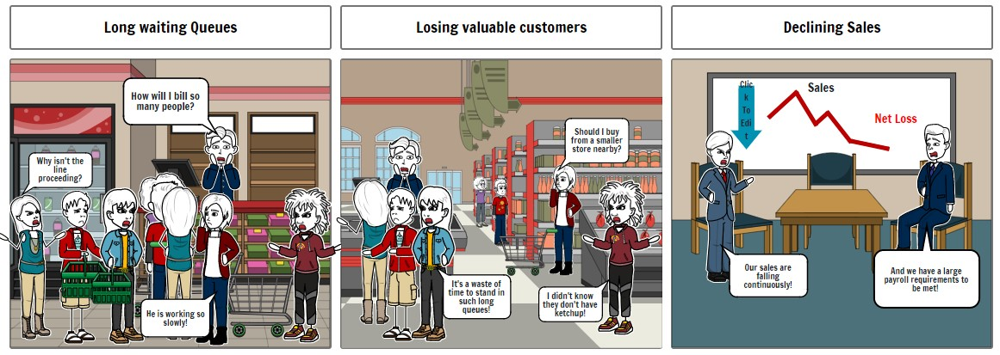 Long waiting Queues
Losing valuable customers
Declining Sales
How will I bill so
many people?
Why isn't the
line
proceeding?
He is working so
slowly!
Should I buy
from a smaller
store nearby?
It's a waste of
time to stand in
such long
queues!
I didn't know
they don't have
ketchup!
Clic
k
To
Edi
t
Sales
Net Loss
Our sales are
falling
continuously!
And we have a large
payroll requirements to
be met!